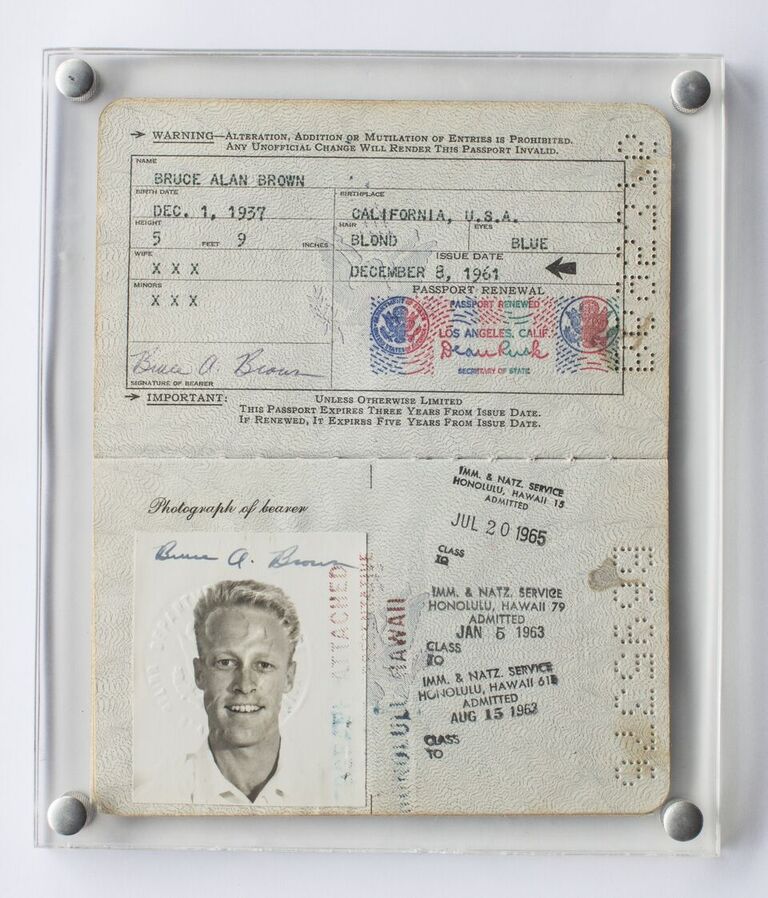 WARNING—ALTERATION, ADDITION OR MUTILATION OF ENTRIES IS PROHIBITED.
ANY UNOFFICIAL CHANGE WILL RENDER THIS PASSPORT INVALID.
NAME
BRUCE ALAN BROWN
BIRTH DATE
DEC. 1, 1937
BIRTHPLACE
CALIFORNIA, U.S.A.
HEIGHT
5 FEET 9 INCHES
HAIR
BLOND
EYES
BLUE
WIFE
X X X
ISSUE DATE
DECEMBER 8, 1961
MINORS
X X X
PASSPORT RENEWAL
PASSPORT RENEWED
LOS ANGELES, CALIF.
Dean Rusk
SECRETARY OF STATE
Bruce A. Brown
SIGNATURE OF BEARER
IMPORTANT:
UNLESS OTHERWISE LIMITED
THIS PASSPORT EXPIRES THREE YEARS FROM ISSUE DATE.
IF RENEWED, IT EXPIRES FIVE YEARS FROM ISSUE DATE.
Photograph of bearer
Bruce A. Brown
ATTACHED
HONOLULU, HAWAII
IMM. & NATZ. SERVICE
HONOLULU, HAWAII 15
ADMITTED
JUL 20 1965
CLASS
TO
IMM. & NATZ. SERVICE
HONOLULU, HAWAII 79
ADMITTED
JAN 5 1963
CLASS
TO
IMM. & NATZ. SERVICE
HONOLULU, HAWAII
ADMITTED
AUG 15 1963
CLASS
TO